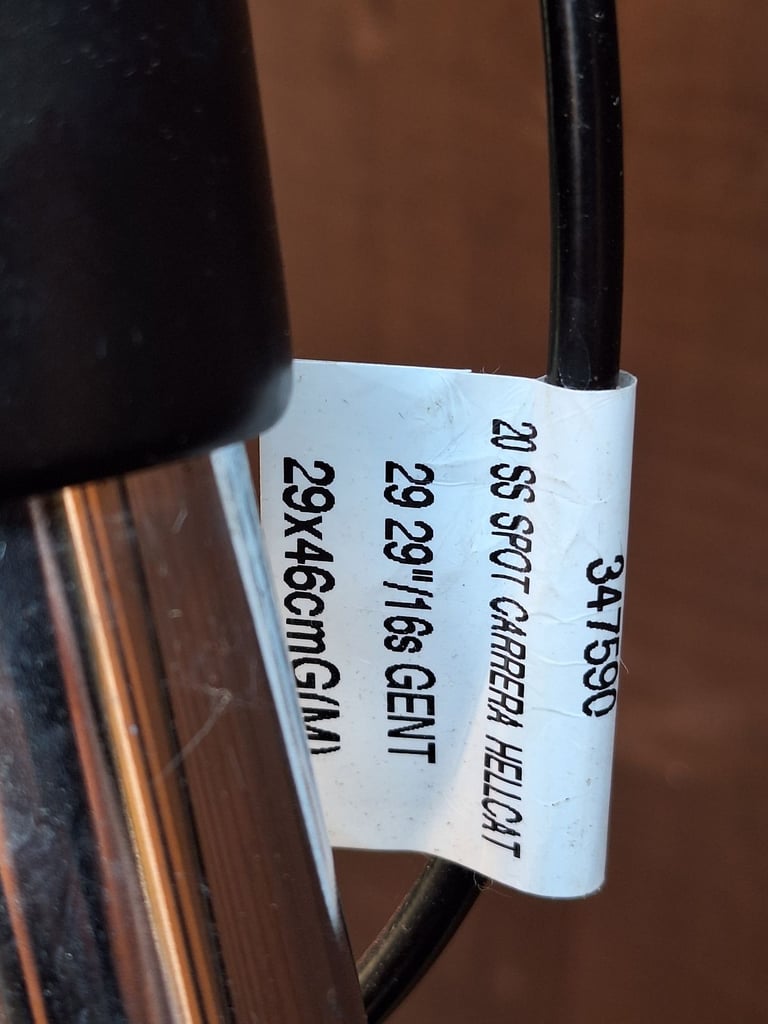 347590
20 SS SPOT CARRERA HELLCAT
29 29"/16s GENT
29x46cmG(M)